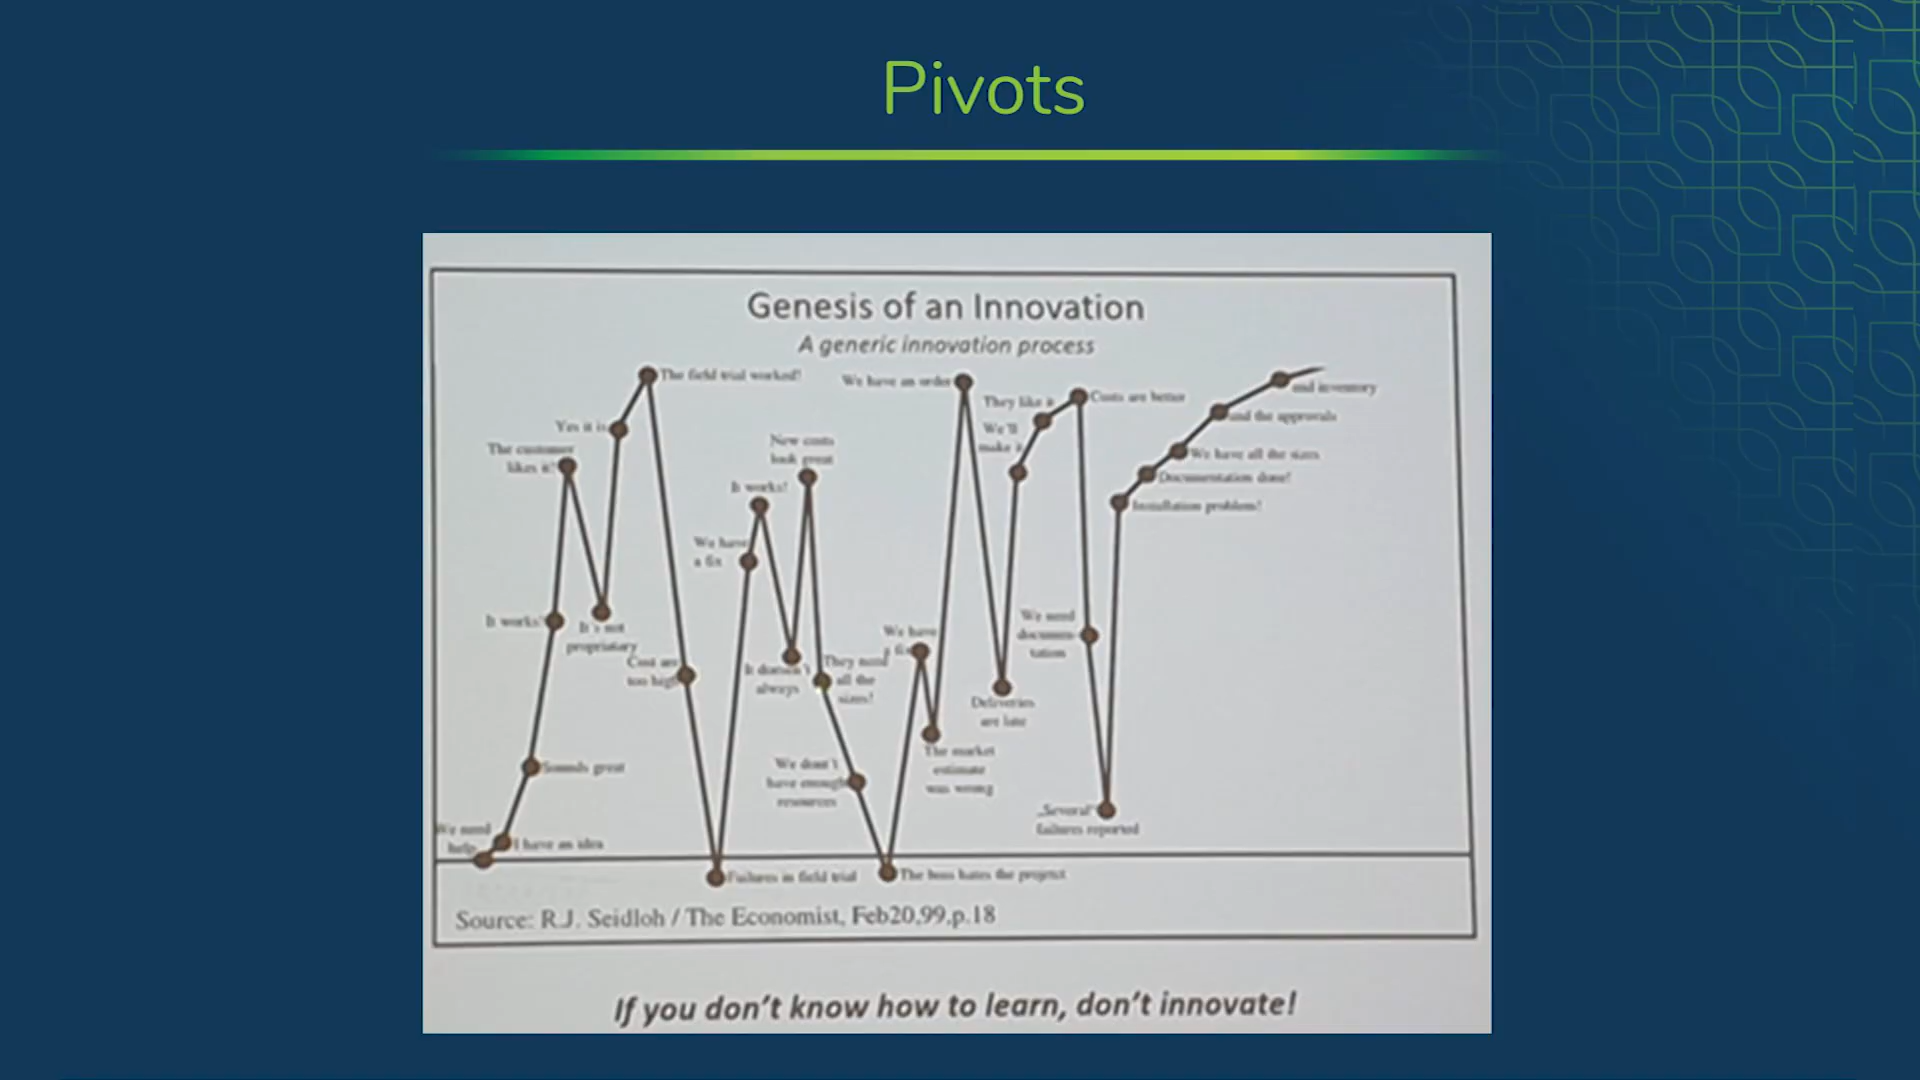 Pivots
Genesis of an Innovation
A generic innovation process
The field trial worked!
We have an order
and inventory
They like it
Costs are better
and the approvals
Yes it is
We'll
make it
The customer
likes it!
New costs
look great
We have all the sizes
Documentation done!
It works!
Installation problem!
We have
a fix
It works!
It's not
proprietary
We need
documen-
tation
We have
a fix
Cost are
too high
It doesn't
always
They need
all the
sizes!
Deliveries
are late
Sounds great
We don't
have enough
resources
The market
estimate
was wrong
„Several"
failures reported
We need
help
I have an idea
Failures in field trial
The boss hates the project
Source: R.J. Seidloh / The Economist, Feb20,99,p.18
If you don't know how to learn, don't innovate!